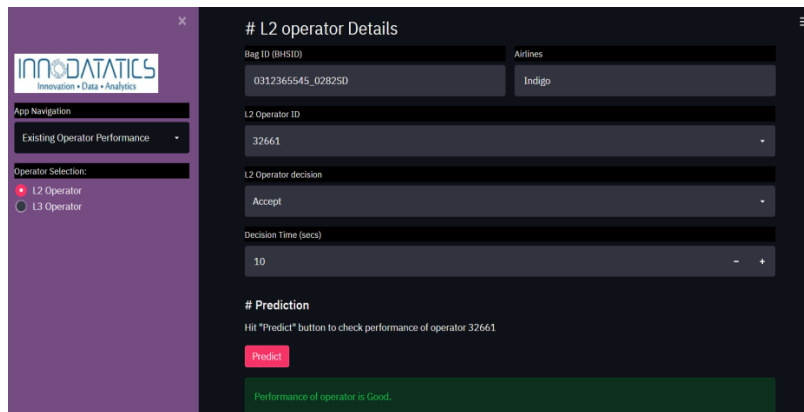 ×
INNODATATICS
Innovation • Data • Analytics
App Navigation
Existing Operator Performance
Operator Selection:
L2 Operator
L3 Operator
# L2 operator Details
Bag ID (BHSID)
Airlines
0312365545_0282SD
Indigo
L2 Operator ID
32661
L2 Operator decision
Accept
Decision Time (secs)
10
- +
# Prediction
Hit "Predict" button to check performance of operator 32661
Predict
Performance of operator is Good.